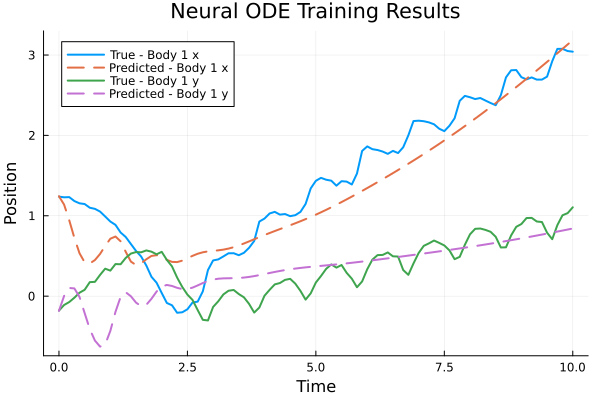 Neural ODE Training Results
True - Body 1 x
Predicted - Body 1 x
True - Body 1 y
Predicted - Body 1 y
Position
3
2
1
0
0.0 2.5 5.0 7.5 10.0
Time